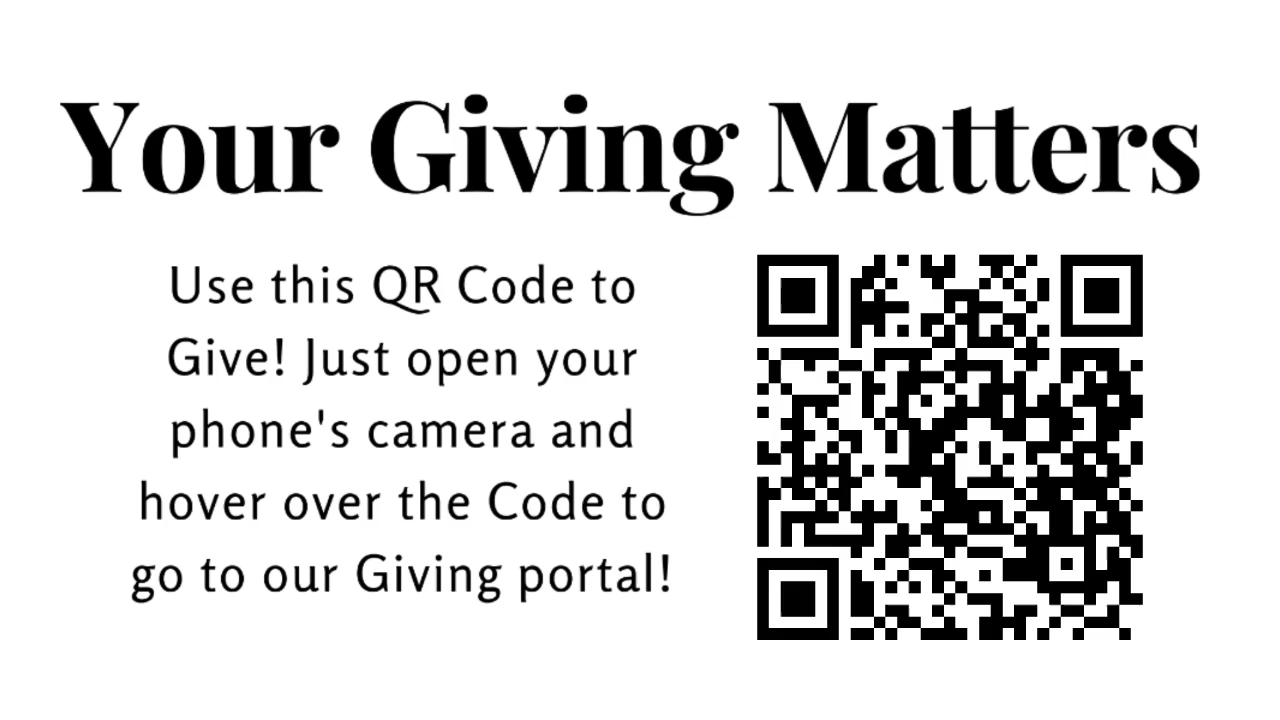 Your Giving Matters
Use this QR Code to
Give! Just open your
phone's camera and
hover over the Code to
go to our Giving portal!